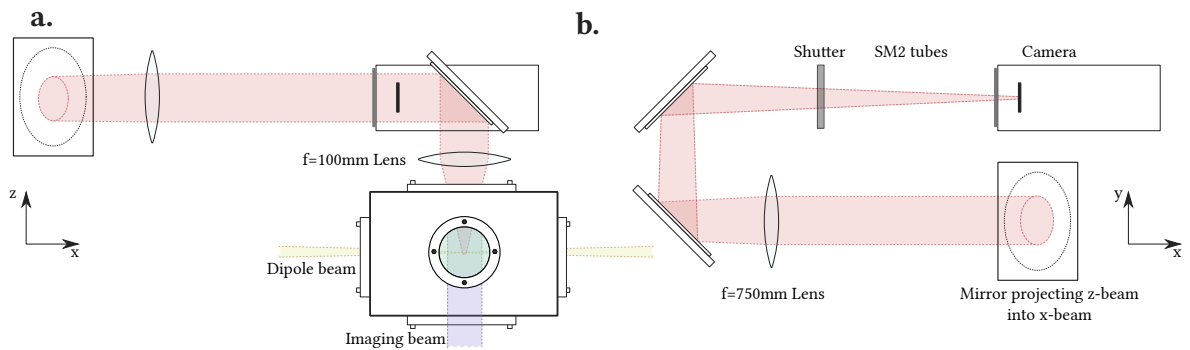 a.
f=100mm Lens
z
x
Dipole beam
Imaging beam
b.
Shutter
SM2 tubes
Camera
f=750mm Lens
Mirror projecting z-beam
into x-beam
y
x